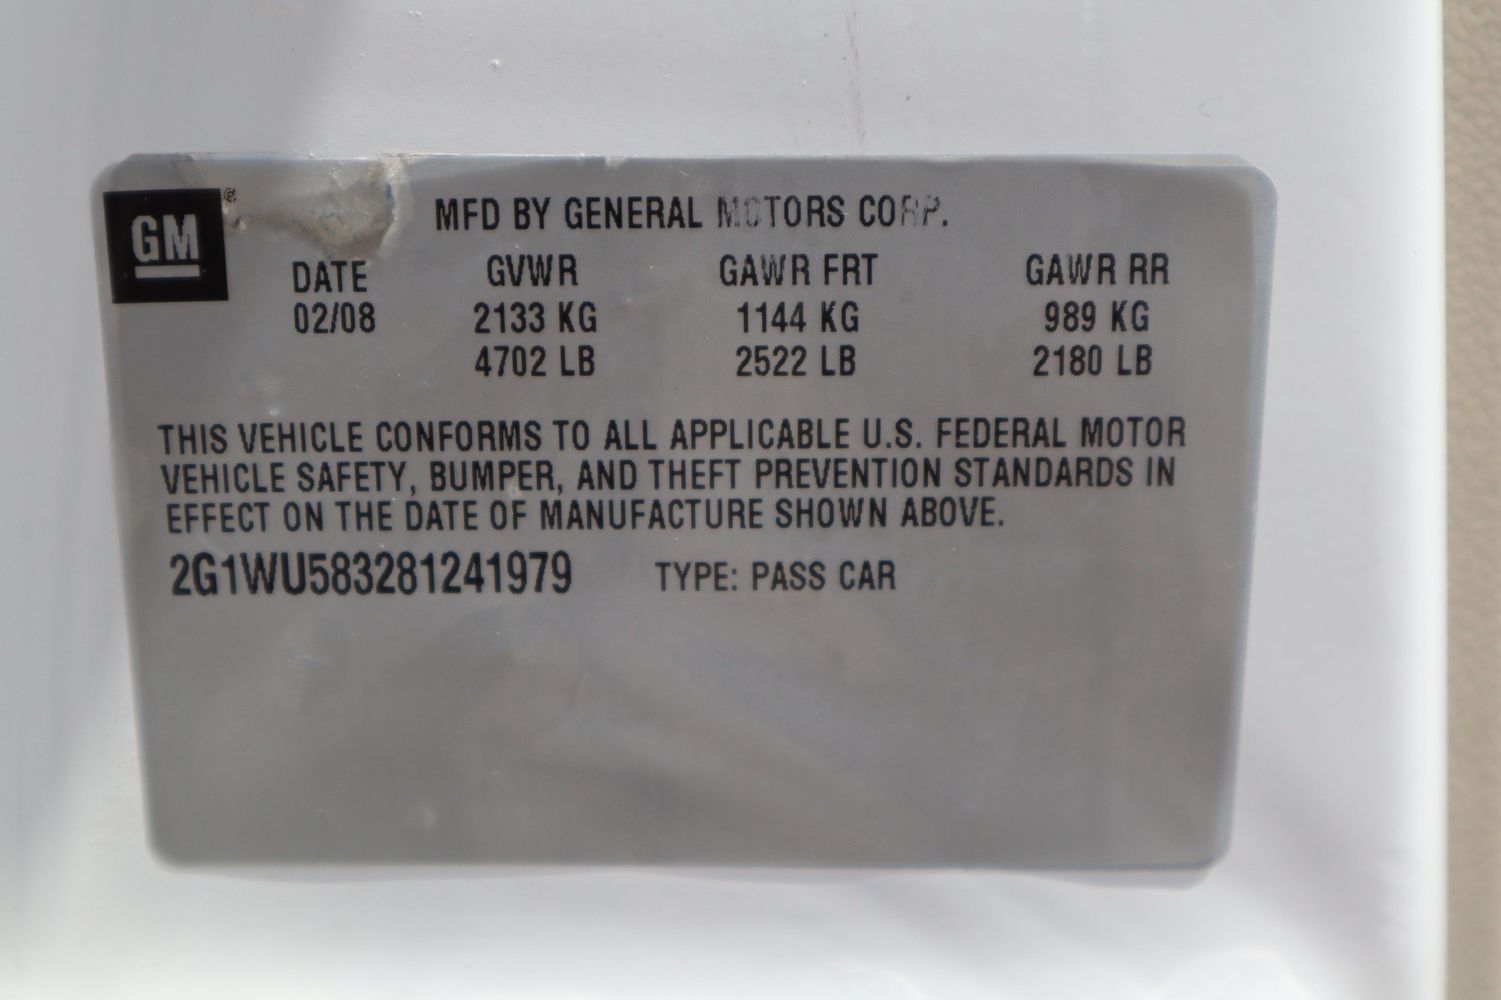 GM ®
MFD BY GENERAL MOTORS CORP.
DATE GVWR GAWR FRT GAWR RR
02/08 2133 KG 1144 KG 989 KG
4702 LB 2522 LB 2180 LB
THIS VEHICLE CONFORMS TO ALL APPLICABLE U.S. FEDERAL MOTOR
VEHICLE SAFETY, BUMPER, AND THEFT PREVENTION STANDARDS IN
EFFECT ON THE DATE OF MANUFACTURE SHOWN ABOVE.
2G1WU583281241979 TYPE: PASS CAR